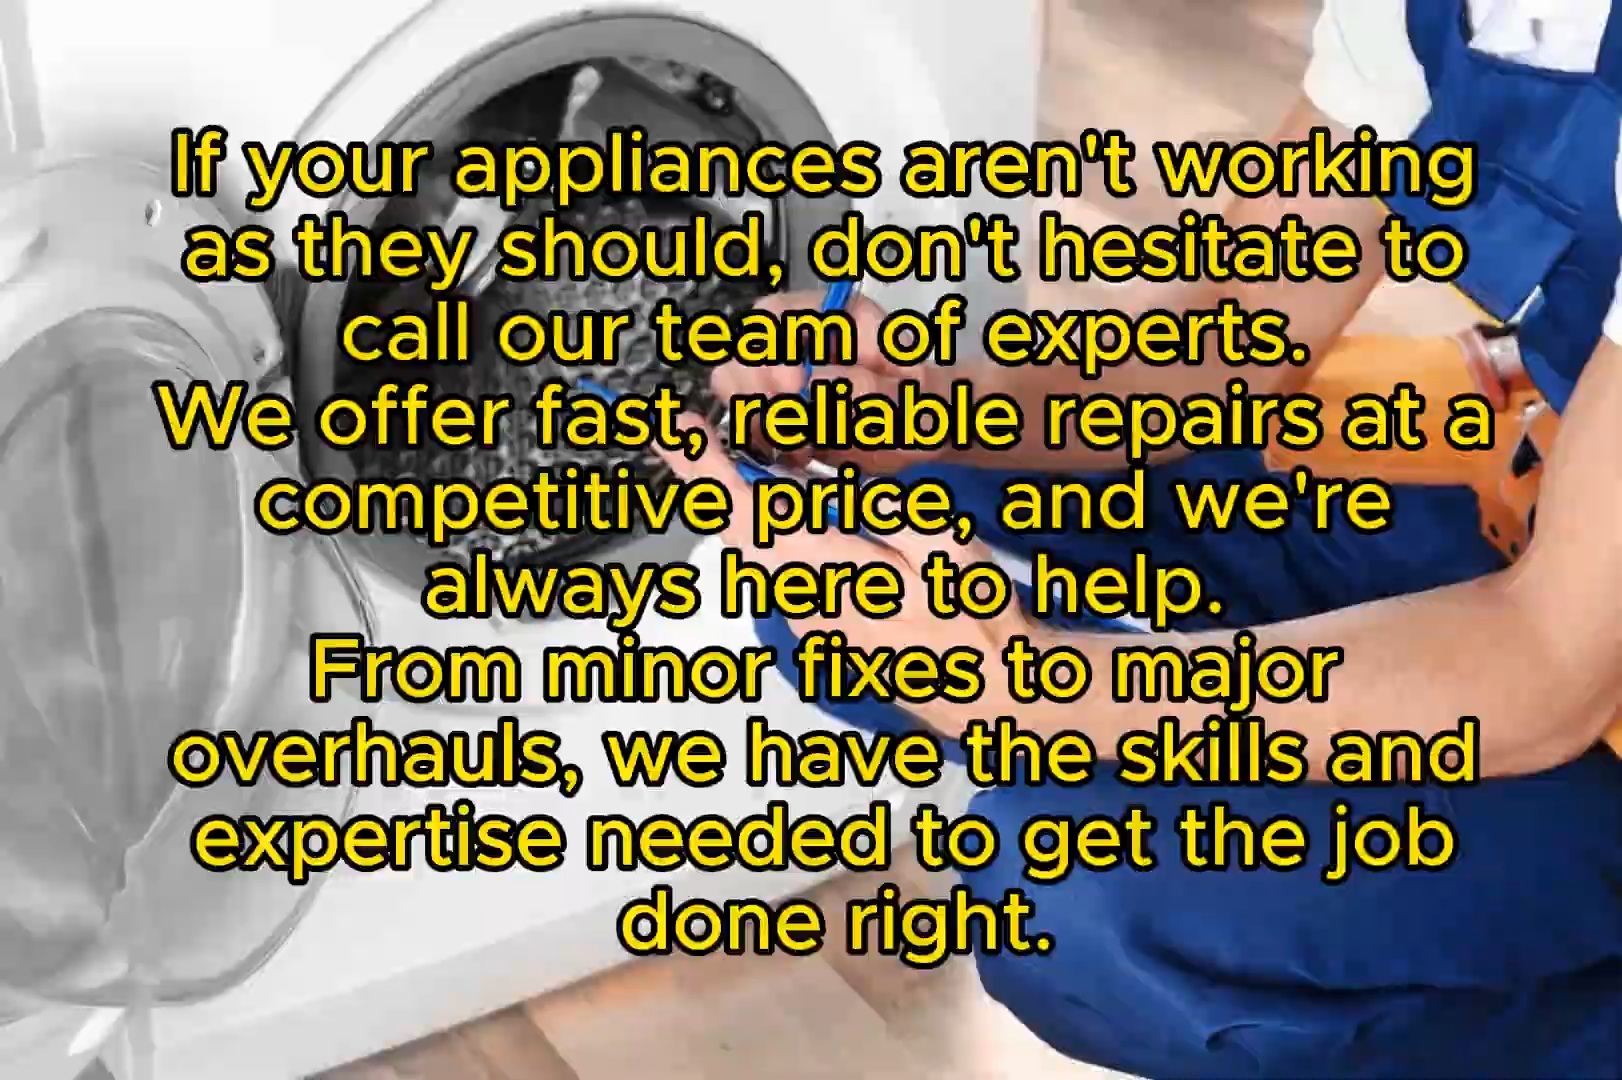 If your appliances aren't working
as they should, don't hesitate to
call our team of experts.
We offer fast, reliable repairs at a
competitive price, and we're
always here to help.
From minor fixes to major
overhauls, we have the skills and
expertise needed to get the job
done right.